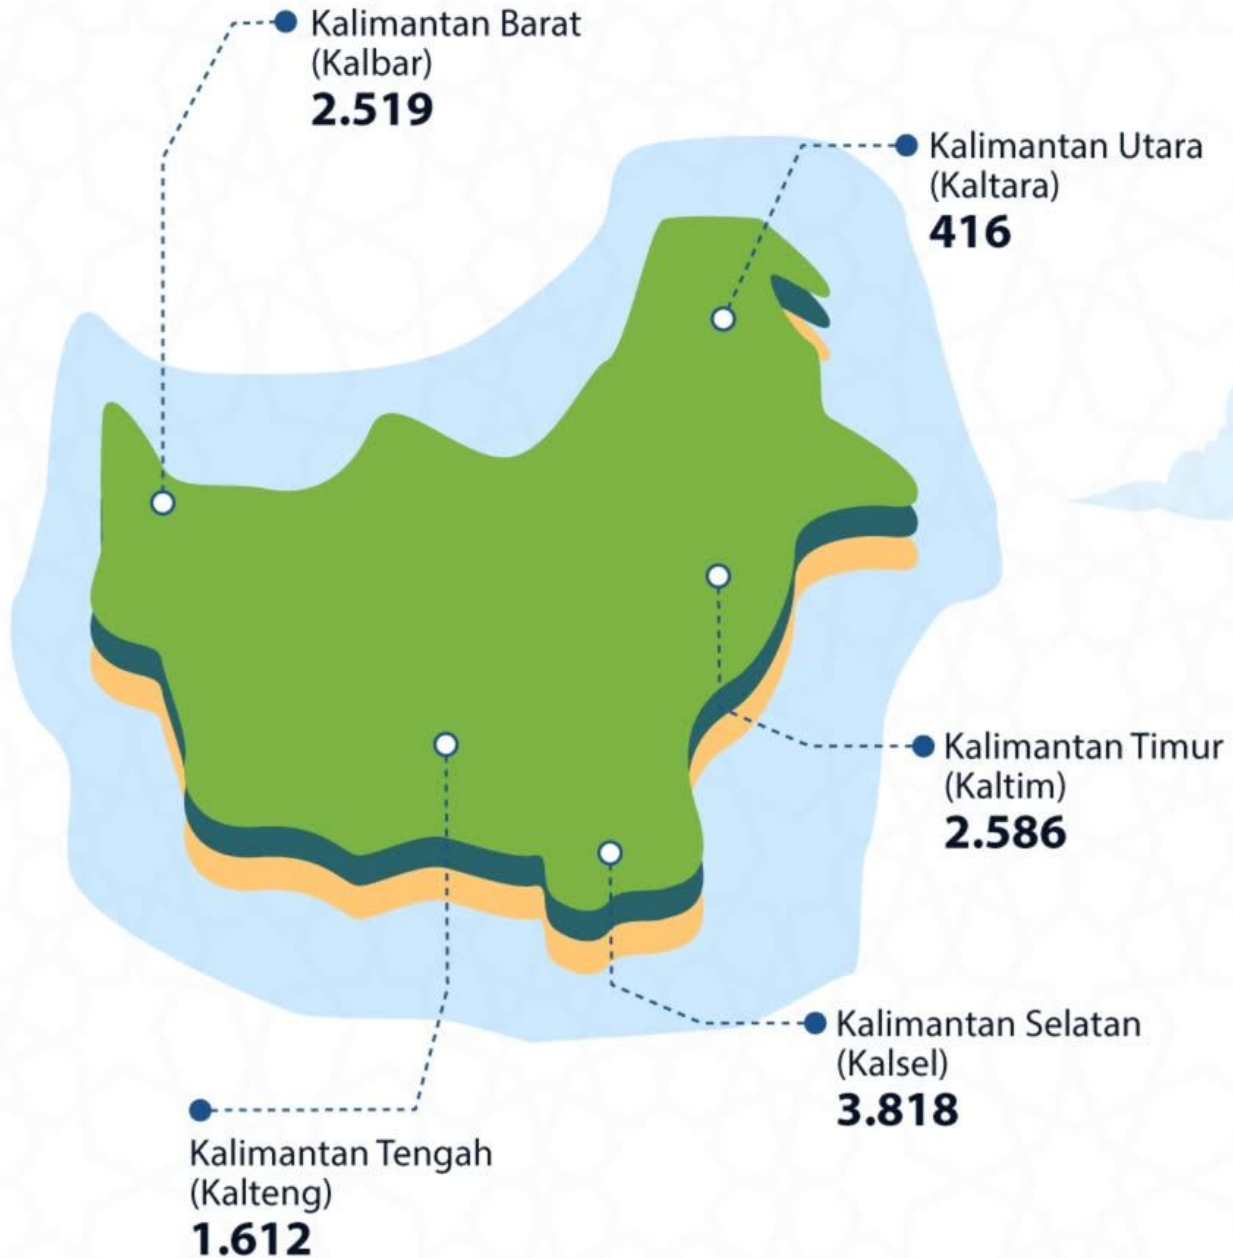 Kalimantan Barat
(Kalbar)
2.519
Kalimantan Utara
(Kaltara)
416
Kalimantan Timur
(Kaltim)
2.586
Kalimantan Selatan
(Kalsel)
3.818
Kalimantan Tengah
(Kalteng)
1.612